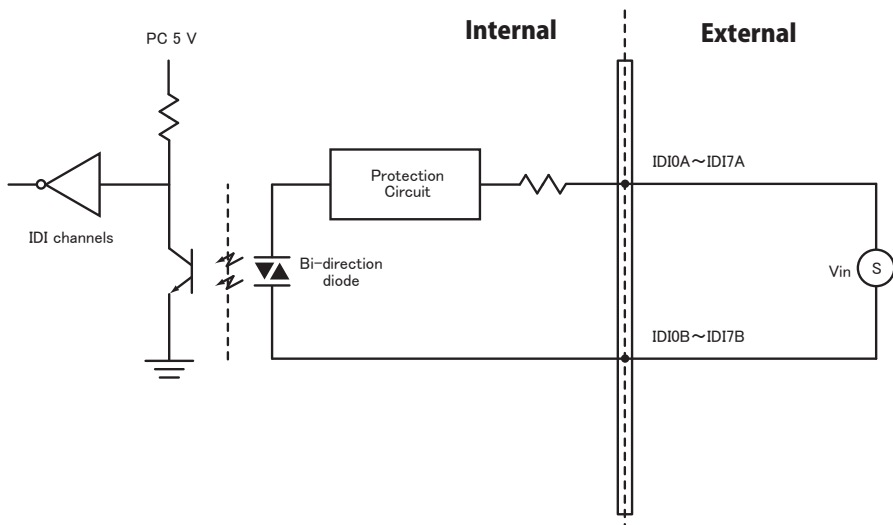 Internal
External
PC 5 V
IDI0A～IDI7A
Protection
Circuit
IDI channels
Bi-direction
diode
Vin
S
IDI0B～IDI7B